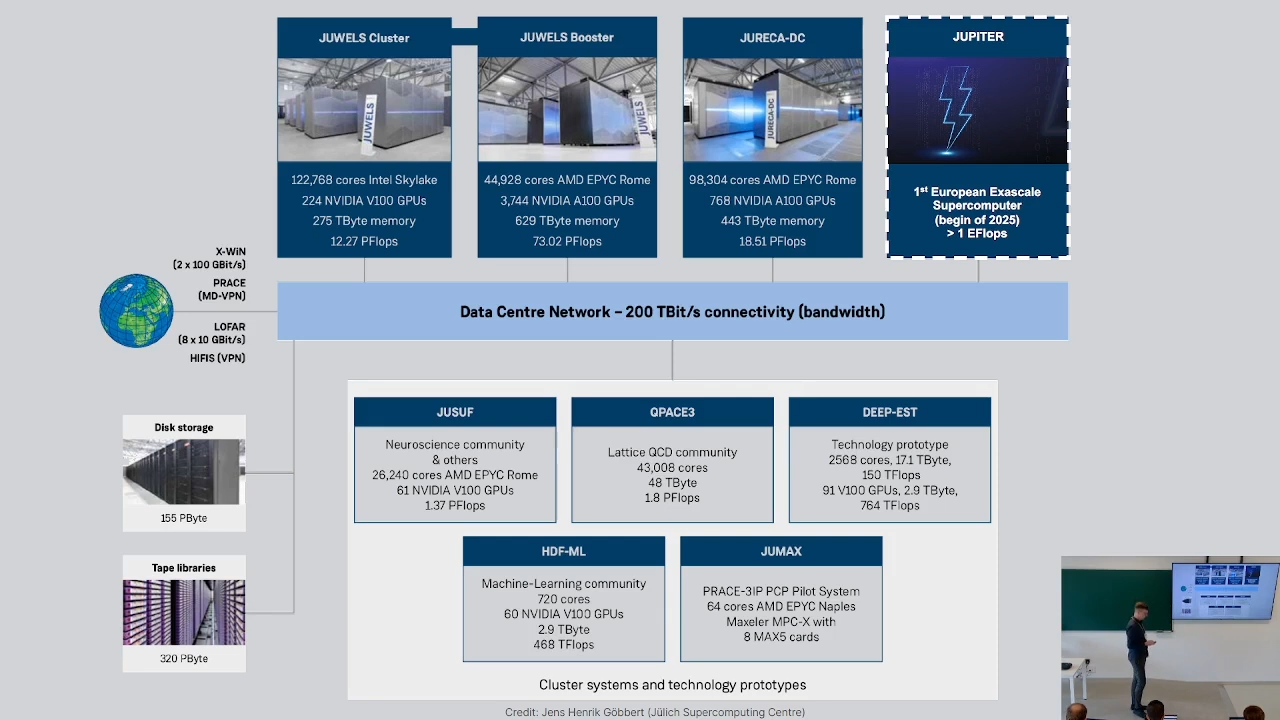 JUWELS Cluster
JUWELS
122,768 cores Intel Skylake
224 NVIDIA V100 GPUs
275 TByte memory
12.27 PFlops
JUWELS Booster
JUWELS
44,928 cores AMD EPYC Rome
3,744 NVIDIA A100 GPUs
629 TByte memory
73.02 PFlops
JURECA-DC
JURECA-DC
98,304 cores AMD EPYC Rome
768 NVIDIA A100 GPUs
443 TByte memory
18.51 PFlops
JUPITER
1st European Exascale
Supercomputer
(begin of 2025)
> 1 EFlops
X-WiN
(2 x 100 GBit/s)
PRACE
(MD-VPN)
LOFAR
(8 x 10 GBit/s)
HIFIS (VPN)
Data Centre Network – 200 TBit/s connectivity (bandwidth)
Disk storage
155 PByte
Tape libraries
320 PByte
JUSUF
Neuroscience community
& others
26,240 cores AMD EPYC Rome
61 NVIDIA V100 GPUs
1.37 PFlops
QPACE3
Lattice QCD community
43,008 cores
48 TByte
1.8 PFlops
DEEP-EST
Technology prototype
2568 cores, 17.1 TByte,
150 TFlops
91 V100 GPUs, 2.9 TByte,
764 TFlops
HDF-ML
Machine-Learning community
720 cores
60 NVIDIA V100 GPUs
2.9 TByte
468 TFlops
JUMAX
PRACE-3IP PCP Pilot System
64 cores AMD EPYC Naples
Maxeler MPC-X with
8 MAX5 cards
Cluster systems and technology prototypes
Credit: Jens Henrik Göbbert (Jülich Supercomputing Centre)